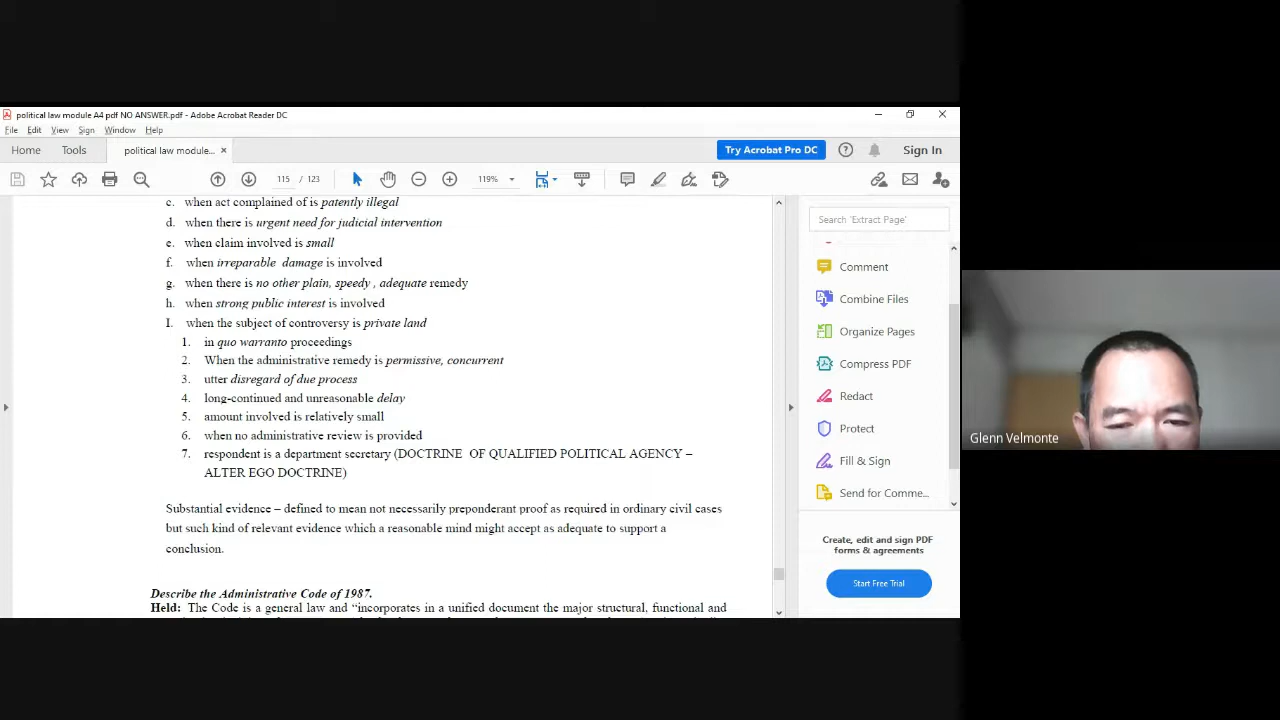 political law module A4 pdf NO ANSWER.pdf - Adobe Acrobat Reader DC
File Edit View Sign Window Help
Home Tools political law module... × Try Acrobat Pro DC Sign In
115 / 123 119%
c. when act complained of is patently illegal
d. when there is urgent need for judicial intervention
e. when claim involved is small
f. when irreparable damage is involved
g. when there is no other plain, speedy , adequate remedy
h. when strong public interest is involved
I. when the subject of controversy is private land
1. in quo warranto proceedings
2. When the administrative remedy is permissive, concurrent
3. utter disregard of due process
4. long-continued and unreasonable delay
5. amount involved is relatively small
6. when no administrative review is provided
7. respondent is a department secretary (DOCTRINE OF QUALIFIED POLITICAL AGENCY –
ALTER EGO DOCTRINE)
Substantial evidence – defined to mean not necessarily preponderant proof as required in ordinary civil cases
but such kind of relevant evidence which a reasonable mind might accept as adequate to support a
conclusion.
Describe the Administrative Code of 1987.
Held: The Code is a general law and “incorporates in a unified document the major structural, functional and
Search 'Extract Page'
Comment
Combine Files
Organize Pages
Compress PDF
Redact
Protect
Fill & Sign
Send for Comme...
Create, edit and sign PDF
forms & agreements
Start Free Trial
Glenn Velmonte